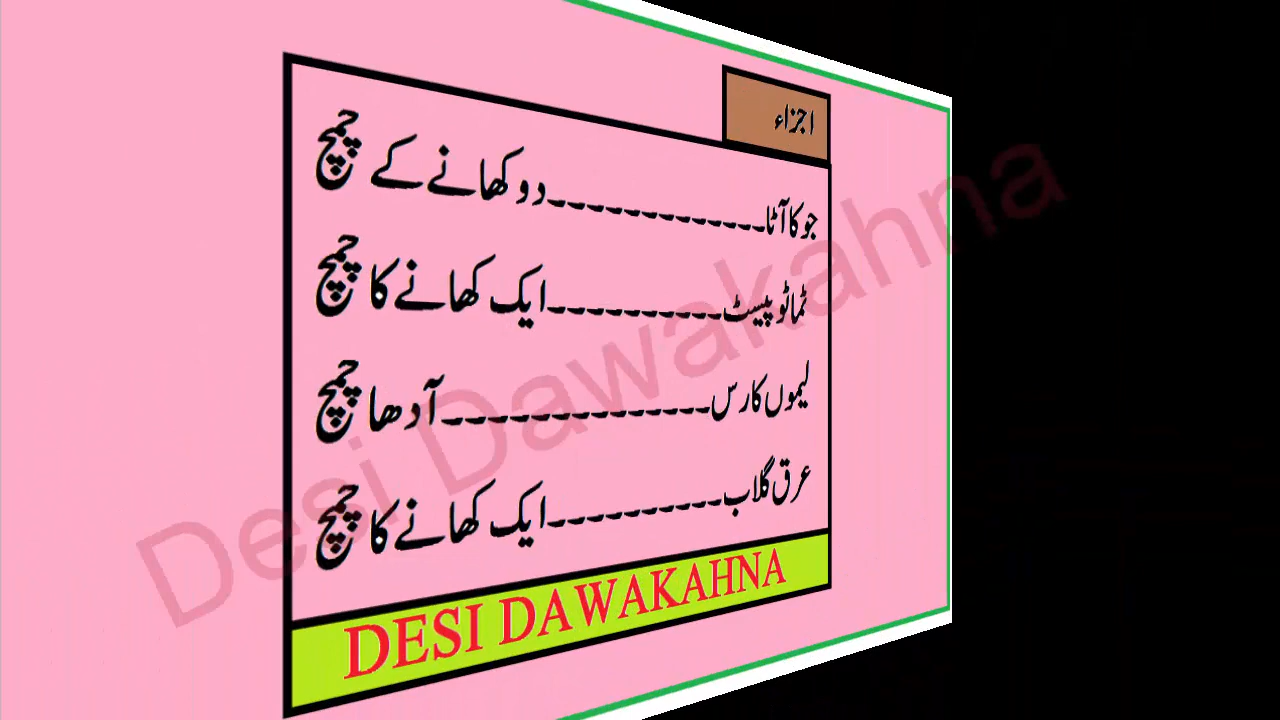 اجزاء
جو کا آٹا۔۔۔۔۔۔۔۔۔۔۔۔۔دو کھانے کے چمچ
ٹماٹو پیسٹ۔۔۔۔۔۔۔۔۔۔ایک کھانے کا چمچ
لیموں کا رس۔۔۔۔۔۔۔۔۔۔۔۔۔۔آدھا چمچ
عرق گلاب۔۔۔۔۔۔۔۔۔۔ایک کھانے کا چمچ
DESI DAWAKAHNA
Desi Dawakahna